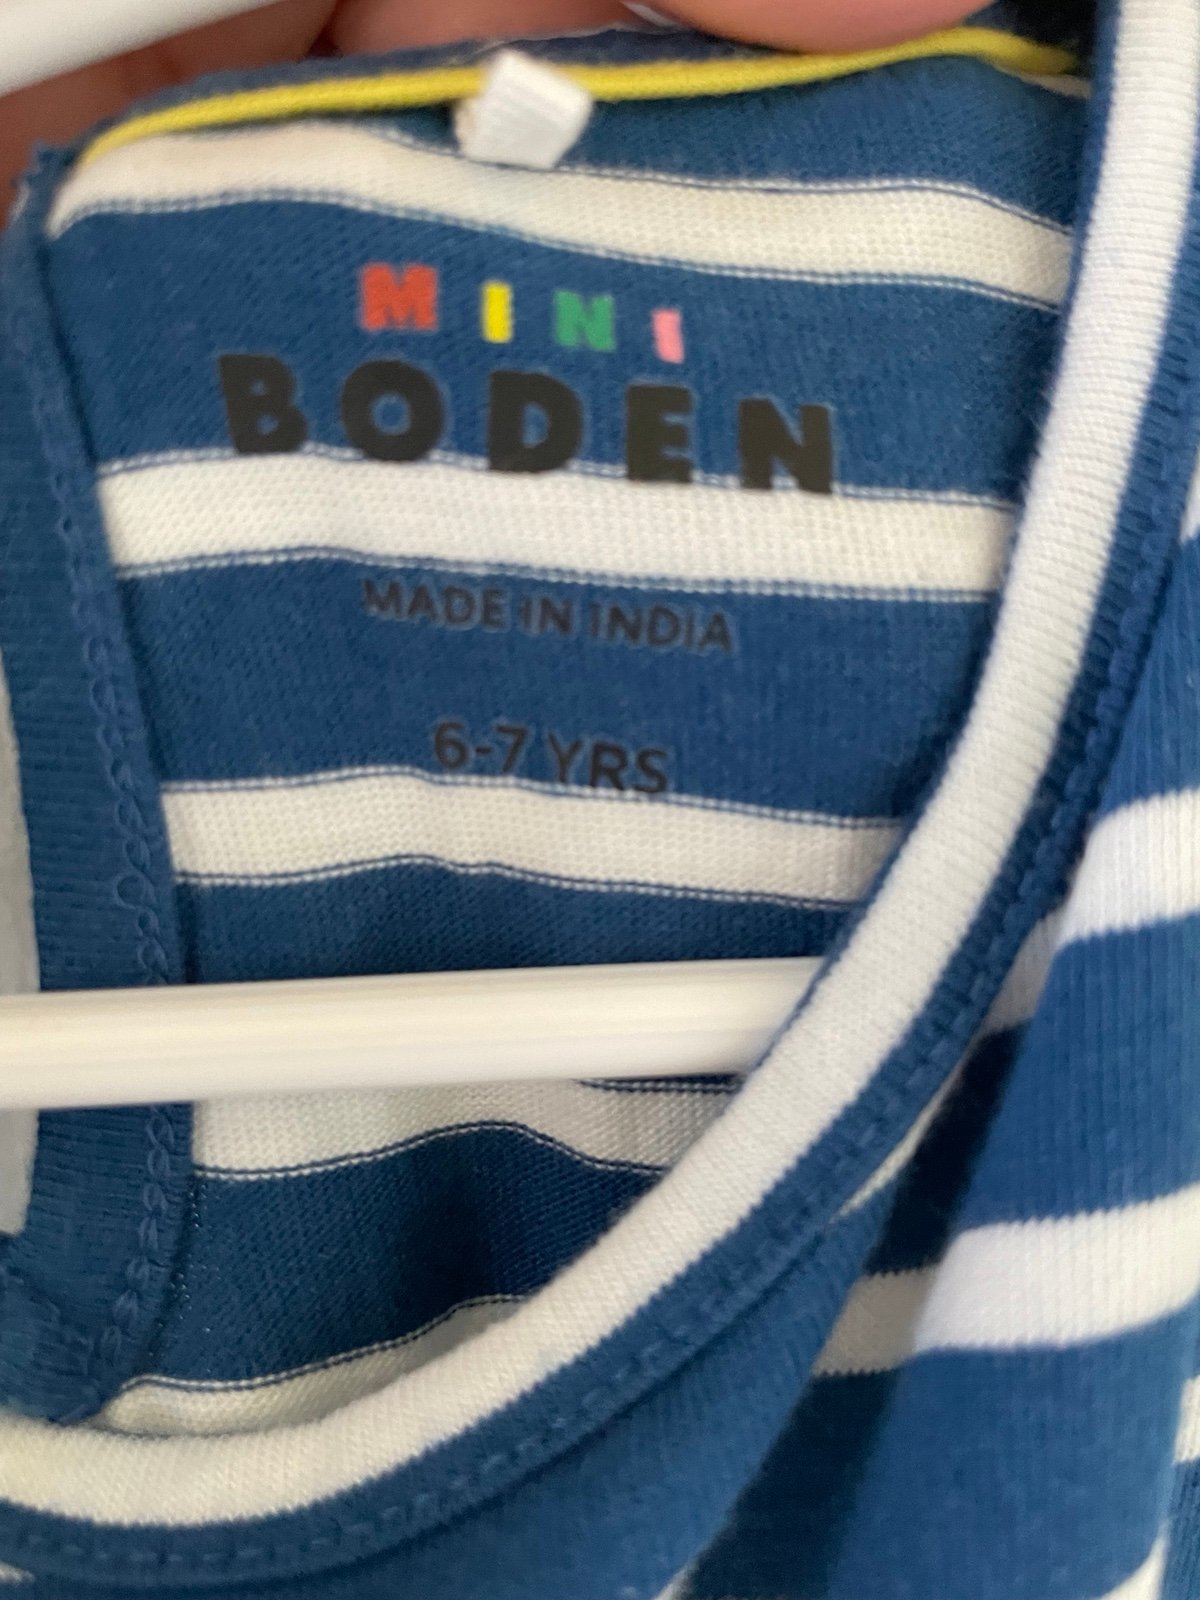 MINI
BODEN
MADE IN INDIA
6-7 YRS